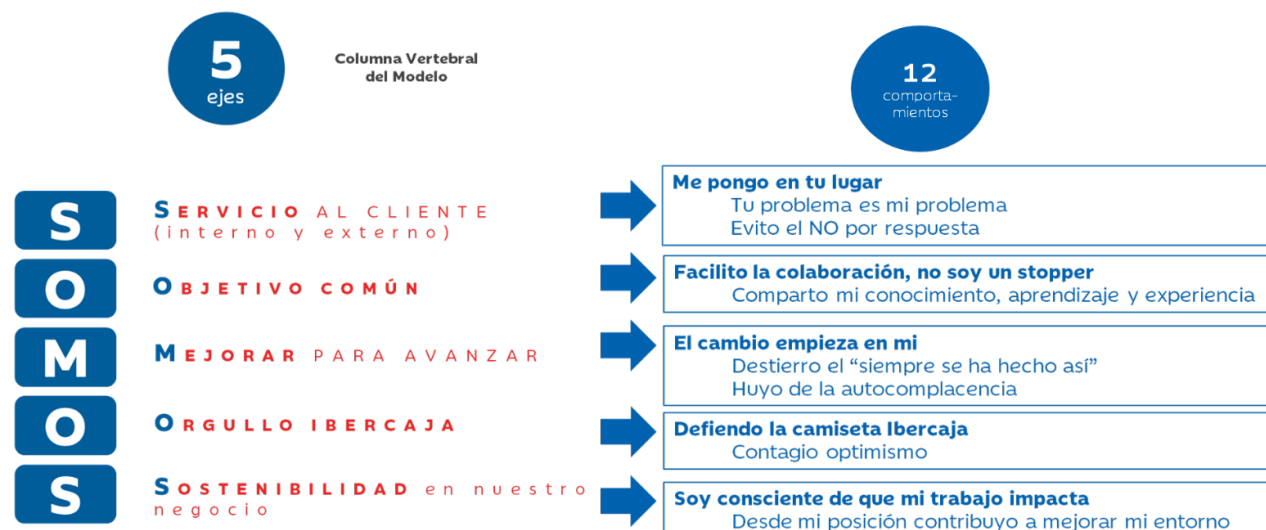 5
ejes
Columna Vertebral
del Modelo
12
comporta-
mientos
S
SERVICIO AL CLIENTE
(interno y externo)
Me pongo en tu lugar
Tu problema es mi problema
Evito el NO por respuesta
O
OBJETIVO COMÚN
Facilito la colaboración, no soy un stopper
Comparto mi conocimiento, aprendizaje y experiencia
M
MEJORAR PARA AVANZAR
El cambio empieza en mi
Destierro el “siempre se ha hecho así”
Huyo de la autocomplacencia
O
ORGULLO IBERCAJA
Defiendo la camiseta Ibercaja
Contagio optimismo
S
SOSTENIBILIDAD en nuestro
negocio
Soy consciente de que mi trabajo impacta
Desde mi posición contribuyo a mejorar mi entorno